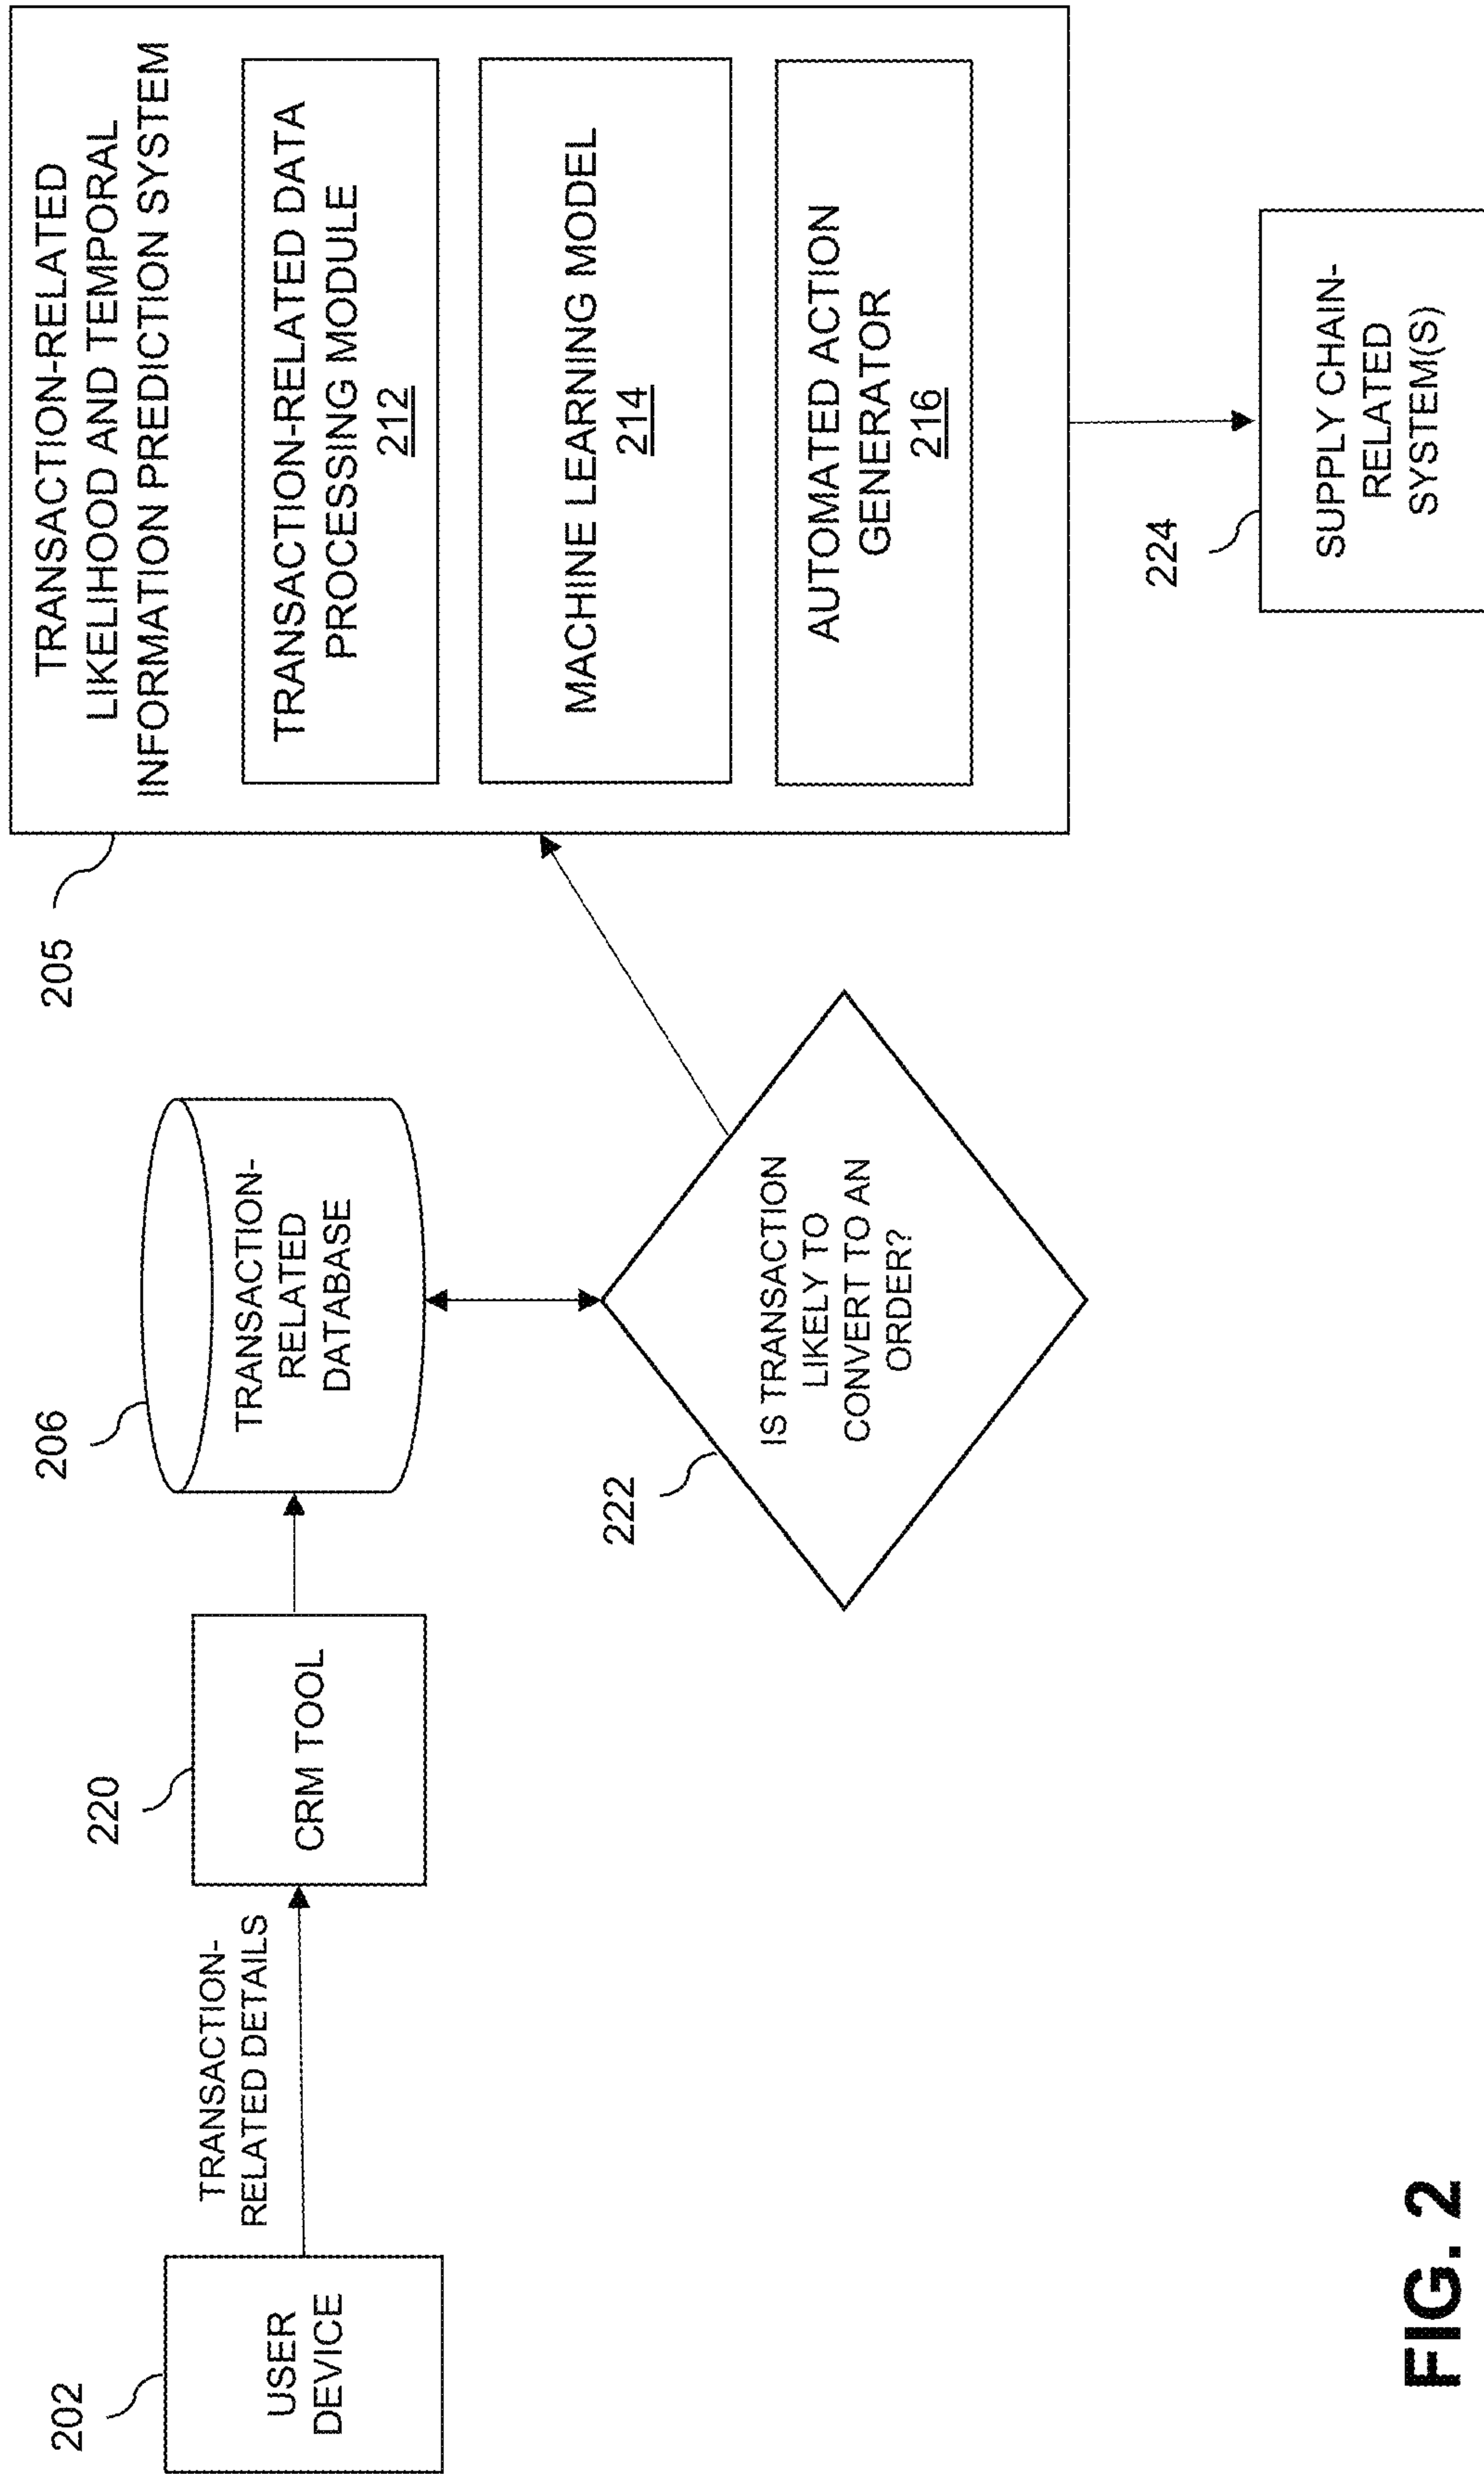 202
USER
DEVICE
TRANSACTION-
RELATED DETAILS
220
CRM TOOL
206
TRANSACTION-
RELATED
DATABASE
222
IS TRANSACTION
LIKELY TO
CONVERT TO AN
ORDER?
205
TRANSACTION-RELATED
LIKELIHOOD AND TEMPORAL
INFORMATION PREDICTION SYSTEM
TRANSACTION-RELATED DATA
PROCESSING MODULE
212
MACHINE LEARNING MODEL
214
AUTOMATED ACTION
GENERATOR
216
224
SUPPLY CHAIN-
RELATED
SYSTEM(S)
FIG. 2